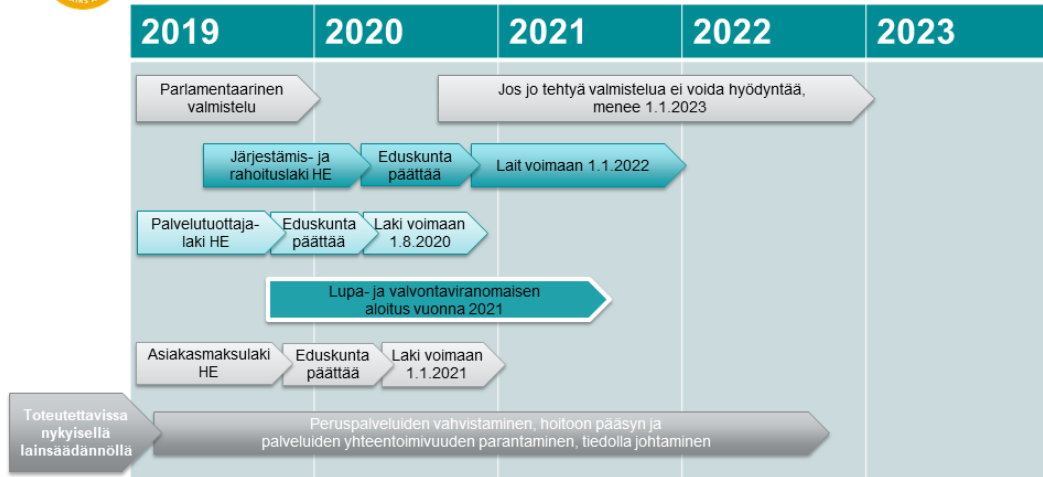 2019 2020 2021 2022 2023
Parlamentaarinen
valmistelu
Jos jo tehtyä valmistelua ei voida hyödyntää,
menee 1.1.2023
Järjestämis- ja
rahoituslaki HE
Eduskunta
päättää
Lait voimaan 1.1.2022
Palvelutuottaja-
laki HE
Eduskunta
päättää
Laki voimaan
1.8.2020
Lupa- ja valvontaviranomaisen
aloitus vuonna 2021
Asiakasmaksulaki
HE
Eduskunta
päättää
Laki voimaan
1.1.2021
Toteutettavissa
nykyisellä
lainsäädännöllä
Peruspalveluiden vahvistaminen, hoitoon pääsyn ja
palveluiden yhteentoimivuuden parantaminen, tiedolla johtaminen